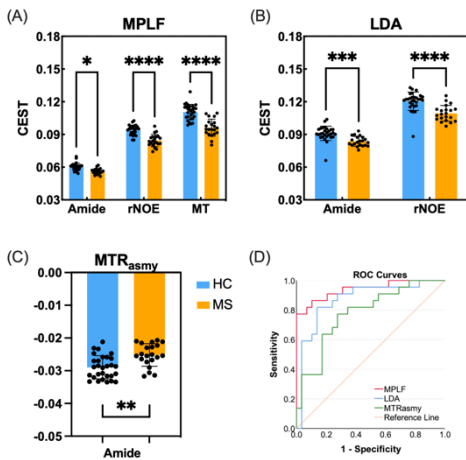 (A)
MPLF
CEST
0.18
0.15
0.12
0.09
0.06
0.03
*
****
****
Amide
rNOE
MT
(B)
LDA
CEST
0.18
0.15
0.12
0.09
0.06
0.03
***
****
Amide
rNOE
(C)
MTRasmy
0.00
-0.01
-0.02
-0.03
-0.04
-0.05
**
Amide
HC
MS
(D)
ROC Curves
Sensitivity
1.0
0.8
0.6
0.4
0.2
0.0
0.0 0.2 0.4 0.6 0.8 1.0
1 - Specificity
MPLF
LDA
MTRasmy
Reference Line